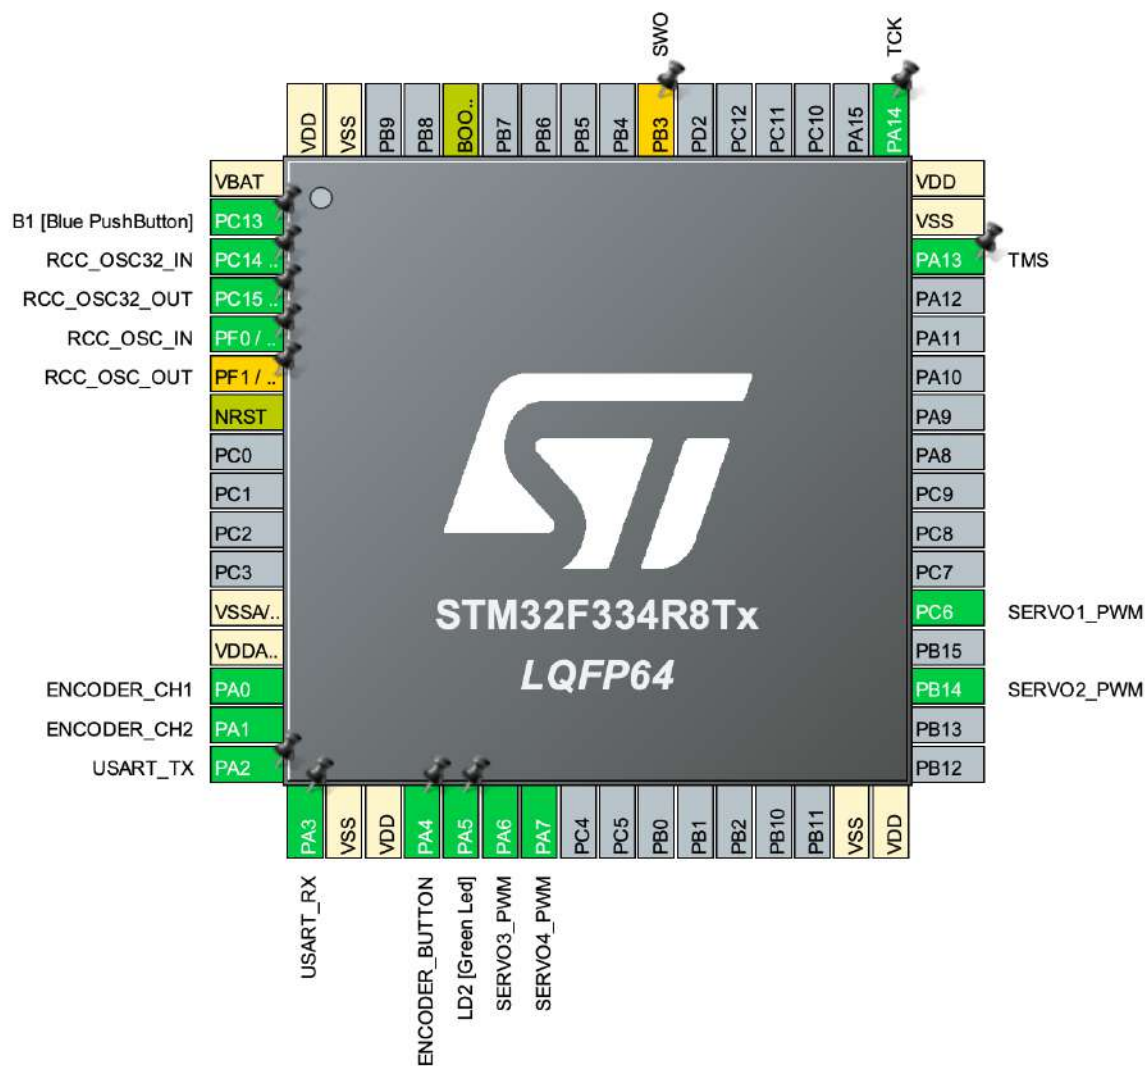 SWO
TCK
VDD
VSS
PB9
PB8
BOO..
PB7
PB6
PB5
PB4
PB3
PD2
PC12
PC11
PC10
PA15
PA14
VBAT
B1 [Blue PushButton] PC13
RCC_OSC32_IN PC14 ..
RCC_OSC32_OUT PC15 ..
RCC_OSC_IN PF0 / ..
RCC_OSC_OUT PF1 / ..
NRST
PC0
PC1
PC2
PC3
VSSA/..
VDDA..
ENCODER_CH1 PA0
ENCODER_CH2 PA1
USART_TX PA2
ST
STM32F334R8Tx
LQFP64
VDD
VSS
PA13 TMS
PA12
PA11
PA10
PA9
PA8
PC9
PC8
PC7
PC6 SERVO1_PWM
PB15
PB14 SERVO2_PWM
PB13
PB12
PA3
VSS
VDD
PA4
PA5
PA6
PA7
PC4
PC5
PB0
PB1
PB2
PB10
PB11
VSS
VDD
USART_RX
ENCODER_BUTTON
LD2 [Green Led]
SERVO3_PWM
SERVO4_PWM